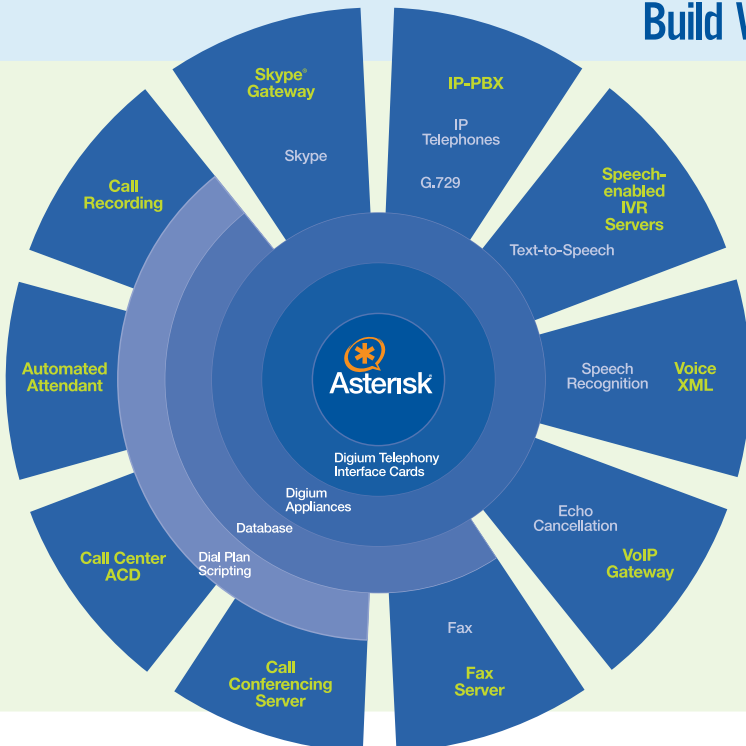 Build
Skype®
Gateway
Skype
IP-PBX
IP
Telephones
G.729
Speech-
enabled
IVR
Servers
Text-to-Speech
Call
Recording
Automated
Attendant
Asterisk
Speech
Recognition
Voice
XML
Digium Telephony
Interface Cards
Digium
Appliances
Database
Dial Plan
Scripting
Echo
Cancellation
VoIP
Gateway
Call Center
ACD
Call
Conferencing
Server
Fax
Fax
Server